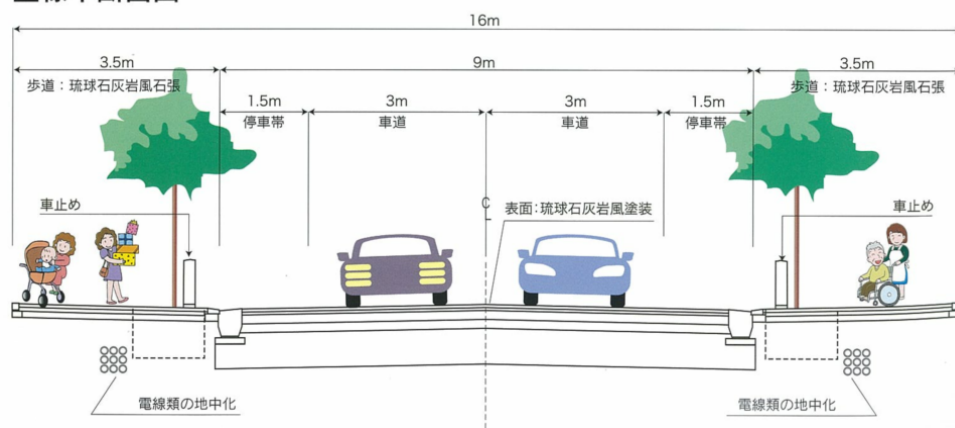 16m
3.5m
9m
3.5m
歩道：琉球石灰岩風石張
歩道：琉球石灰岩風石張
1.5m
3m
3m
1.5m
停車帯
車道
車道
停車帯
車止め
表面：琉球石灰岩風塗装
車止め
電線類の地中化
電線類の地中化